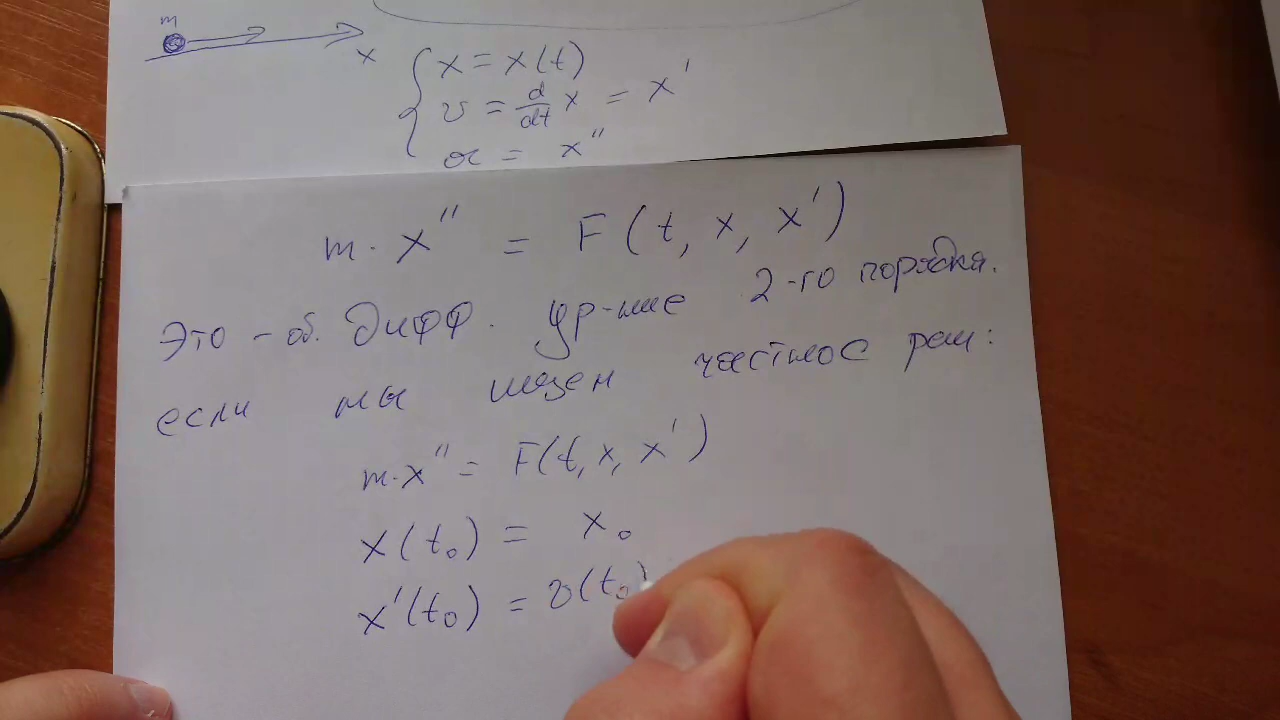 m
x
x = x(t)
v = d/dt x = x'
a = x''
m · x'' = F(t, x, x')
Это – об. Дифф. ур-ние 2-го порядка.
если мы ищем частное реш:
m·x'' = F(t, x, x')
x(t₀) = x₀
x'(t₀) = v(t₀)